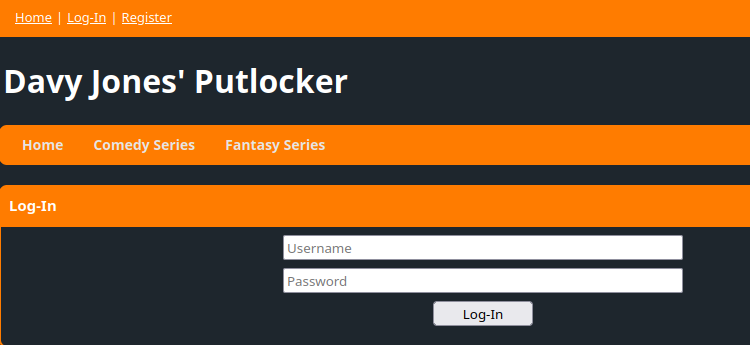 Home | Log-In | Register
Davy Jones' Putlocker
Home Comedy Series Fantasy Series
Log-In
Username
Password
Log-In